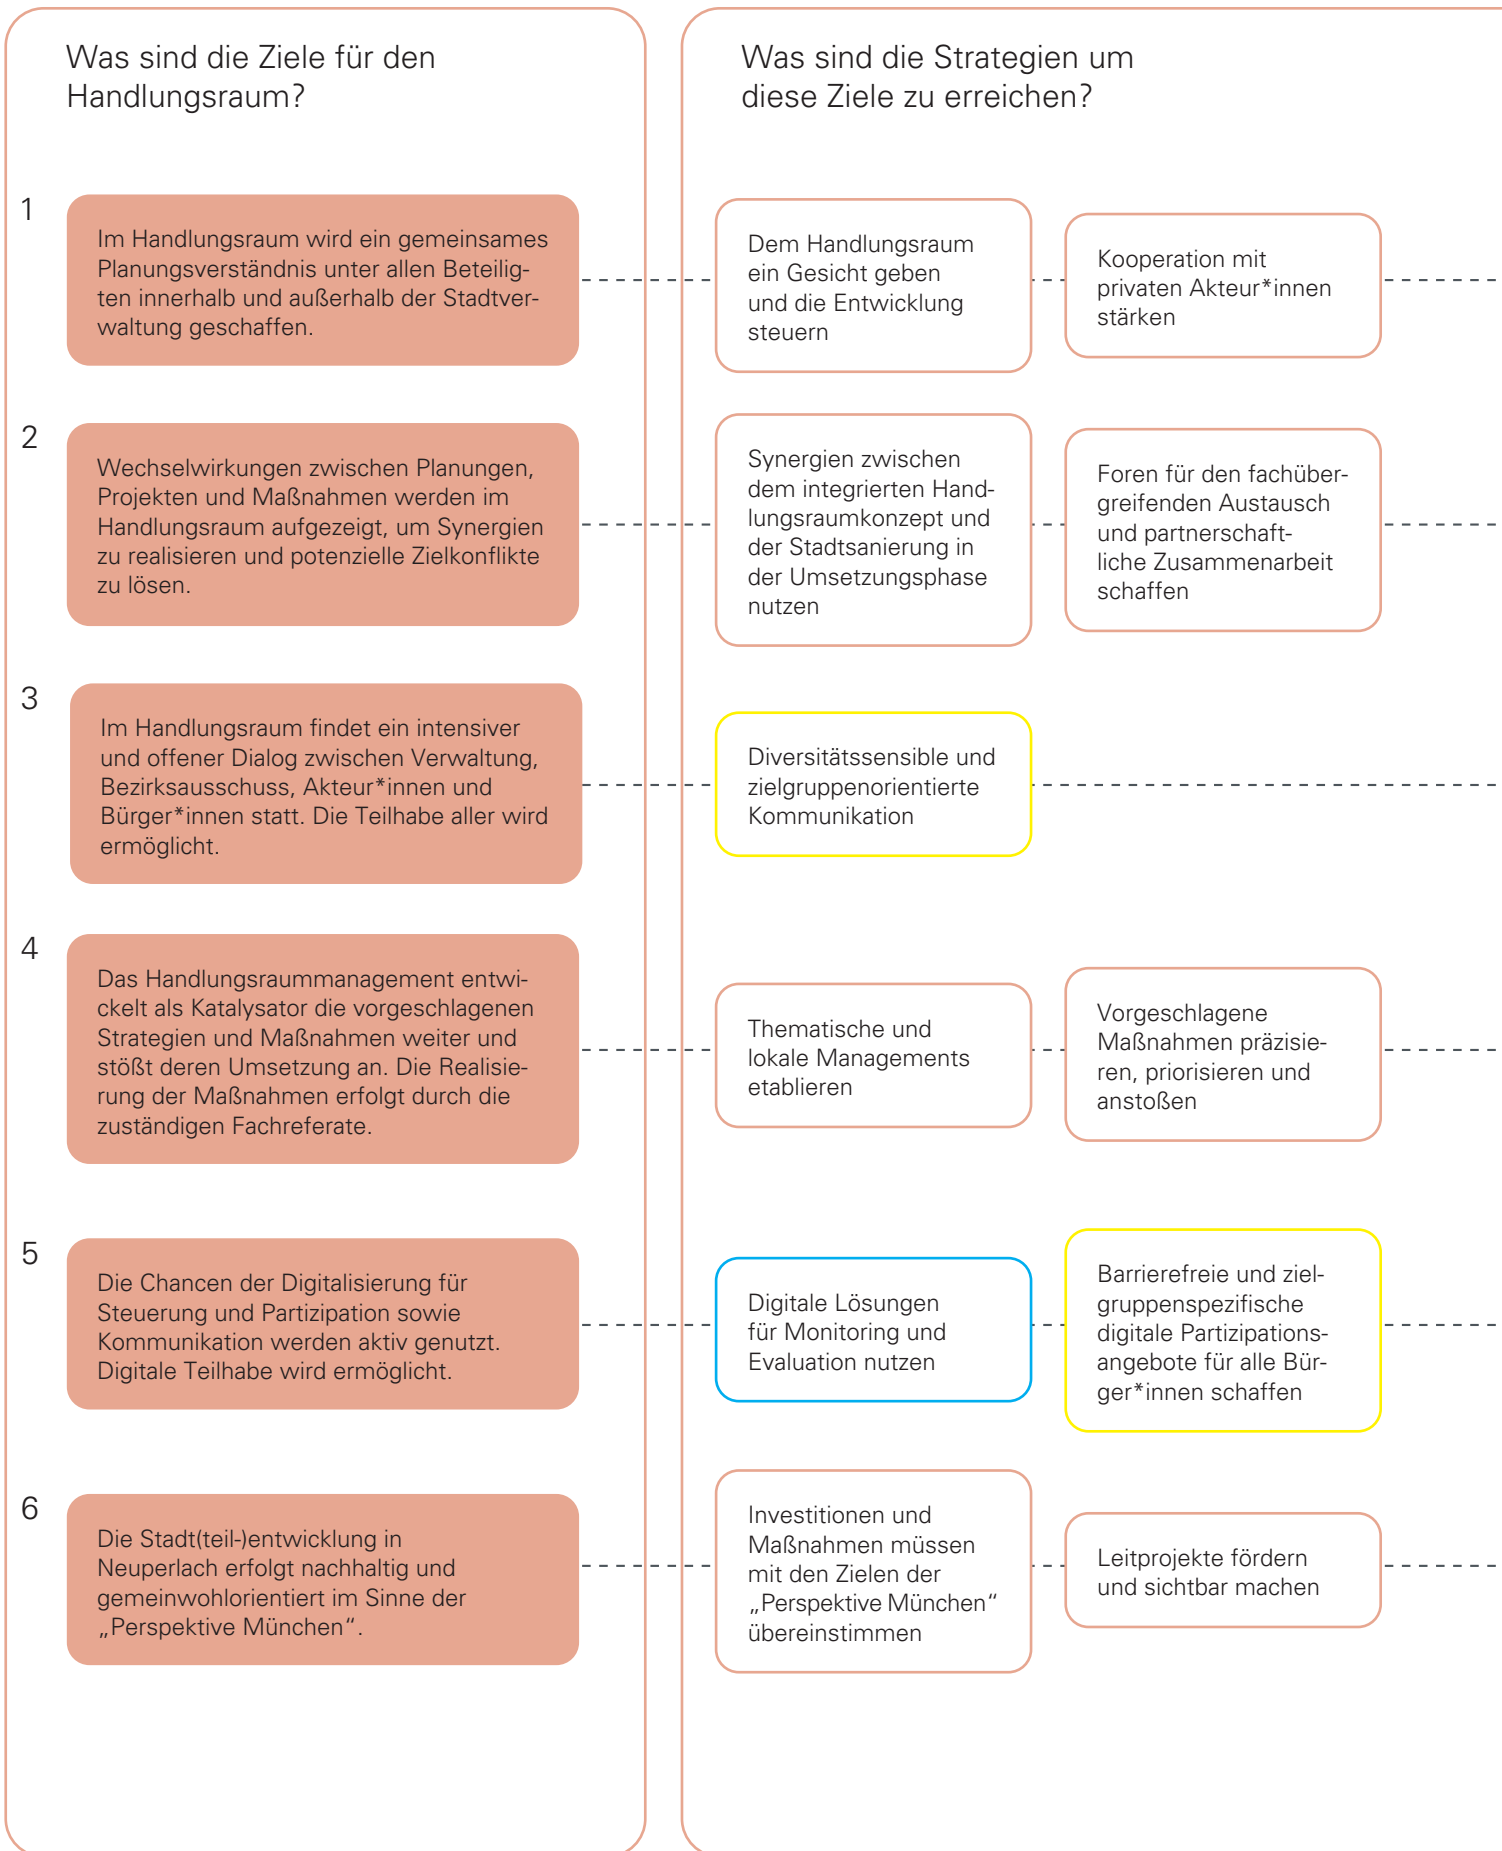 Was sind die Ziele für den
Handlungsraum?
Was sind die Strategien um
diese Ziele zu erreichen?
1
Im Handlungsraum wird ein gemeinsames
Planungsverständnis unter allen Beteilig-
ten innerhalb und außerhalb der Stadtver-
waltung geschaffen.
Dem Handlungsraum
ein Gesicht geben
und die Entwicklung
steuern
Kooperation mit
privaten Akteur*innen
stärken
2
Wechselwirkungen zwischen Planungen,
Projekten und Maßnahmen werden im
Handlungsraum aufgezeigt, um Synergien
zu realisieren und potenzielle Zielkonflikte
zu lösen.
Synergien zwischen
dem integrierten Hand-
lungsraumkonzept und
der Stadtsanierung in
der Umsetzungsphase
nutzen
Foren für den fachüber-
greifenden Austausch
und partnerschaft-
liche Zusammenarbeit
schaffen
3
Im Handlungsraum findet ein intensiver
und offener Dialog zwischen Verwaltung,
Bezirksausschuss, Akteur*innen und
Bürger*innen statt. Die Teilhabe aller wird
ermöglicht.
Diversitätssensible und
zielgruppenorientierte
Kommunikation
4
Das Handlungsraummanagement entwi-
ckelt als Katalysator die vorgeschlagenen
Strategien und Maßnahmen weiter und
stößt deren Umsetzung an. Die Realisie-
rung der Maßnahmen erfolgt durch die
zuständigen Fachreferate.
Thematische und
lokale Managements
etablieren
Vorgeschlagene
Maßnahmen präzisie-
ren, priorisieren und
anstoßen
5
Die Chancen der Digitalisierung für
Steuerung und Partizipation sowie
Kommunikation werden aktiv genutzt.
Digitale Teilhabe wird ermöglicht.
Digitale Lösungen
für Monitoring und
Evaluation nutzen
Barrierefreie und ziel-
gruppenspezifische
digitale Partizipations-
angebote für alle Bür-
ger*innen schaffen
6
Die Stadt(teil-)entwicklung in
Neuperlach erfolgt nachhaltig und
gemeinwohlorientiert im Sinne der
„Perspektive München“.
Investitionen und
Maßnahmen müssen
mit den Zielen der
„Perspektive München“
übereinstimmen
Leitprojekte fördern
und sichtbar machen